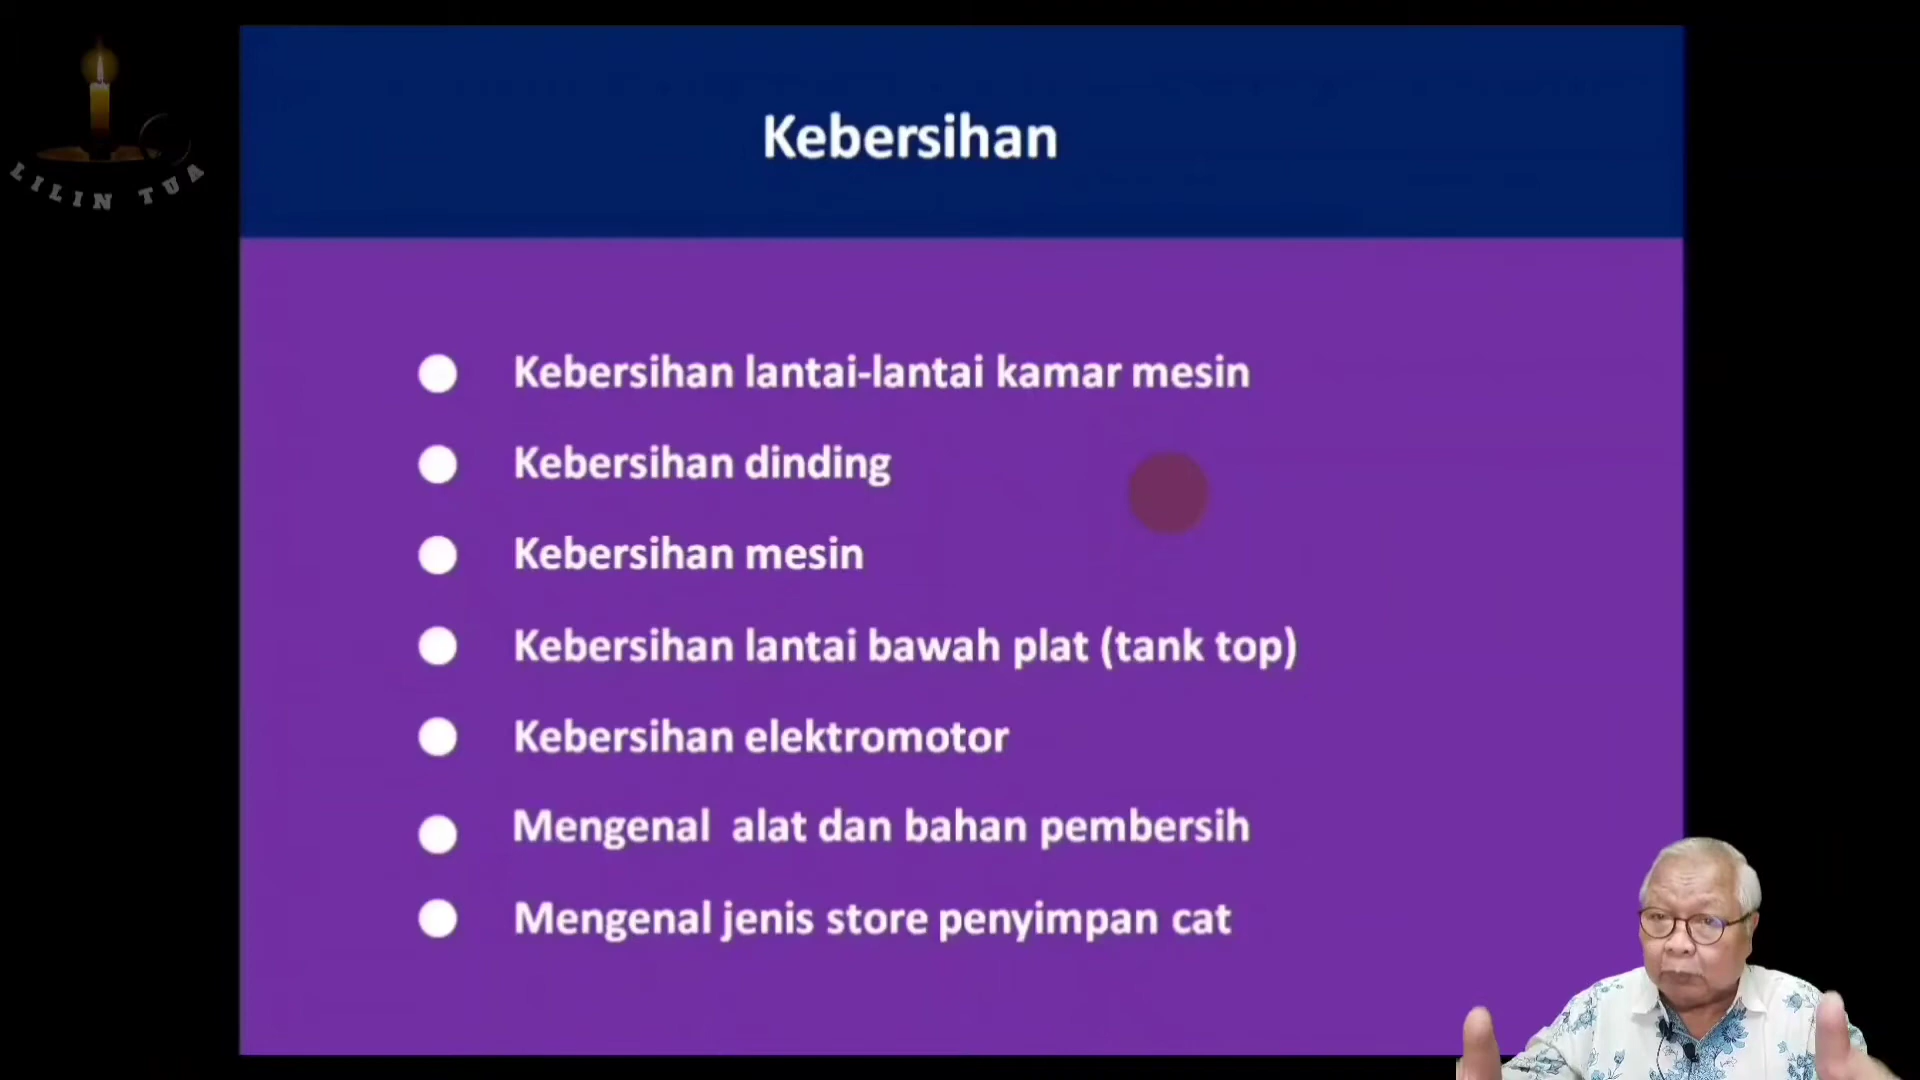 LILIN TUA
Kebersihan
Kebersihan lantai-lantai kamar mesin
Kebersihan dinding
Kebersihan mesin
Kebersihan lantai bawah plat (tank top)
Kebersihan elektromotor
Mengenal alat dan bahan pembersih
Mengenal jenis store penyimpan cat